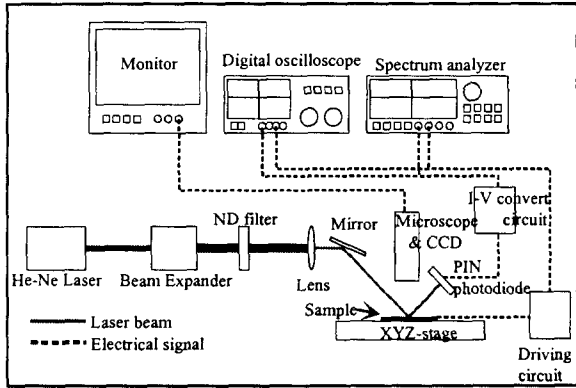 Monitor
Digital oscilloscope
Spectrum analyzer
I-V convert
circuit
ND filter
Mirror
Microscope
& CCD
He-Ne Laser
Beam Expander
Lens
PIN
photodiode
Sample
XYZ-stage
Laser beam
Electrical signal
Driving
circuit